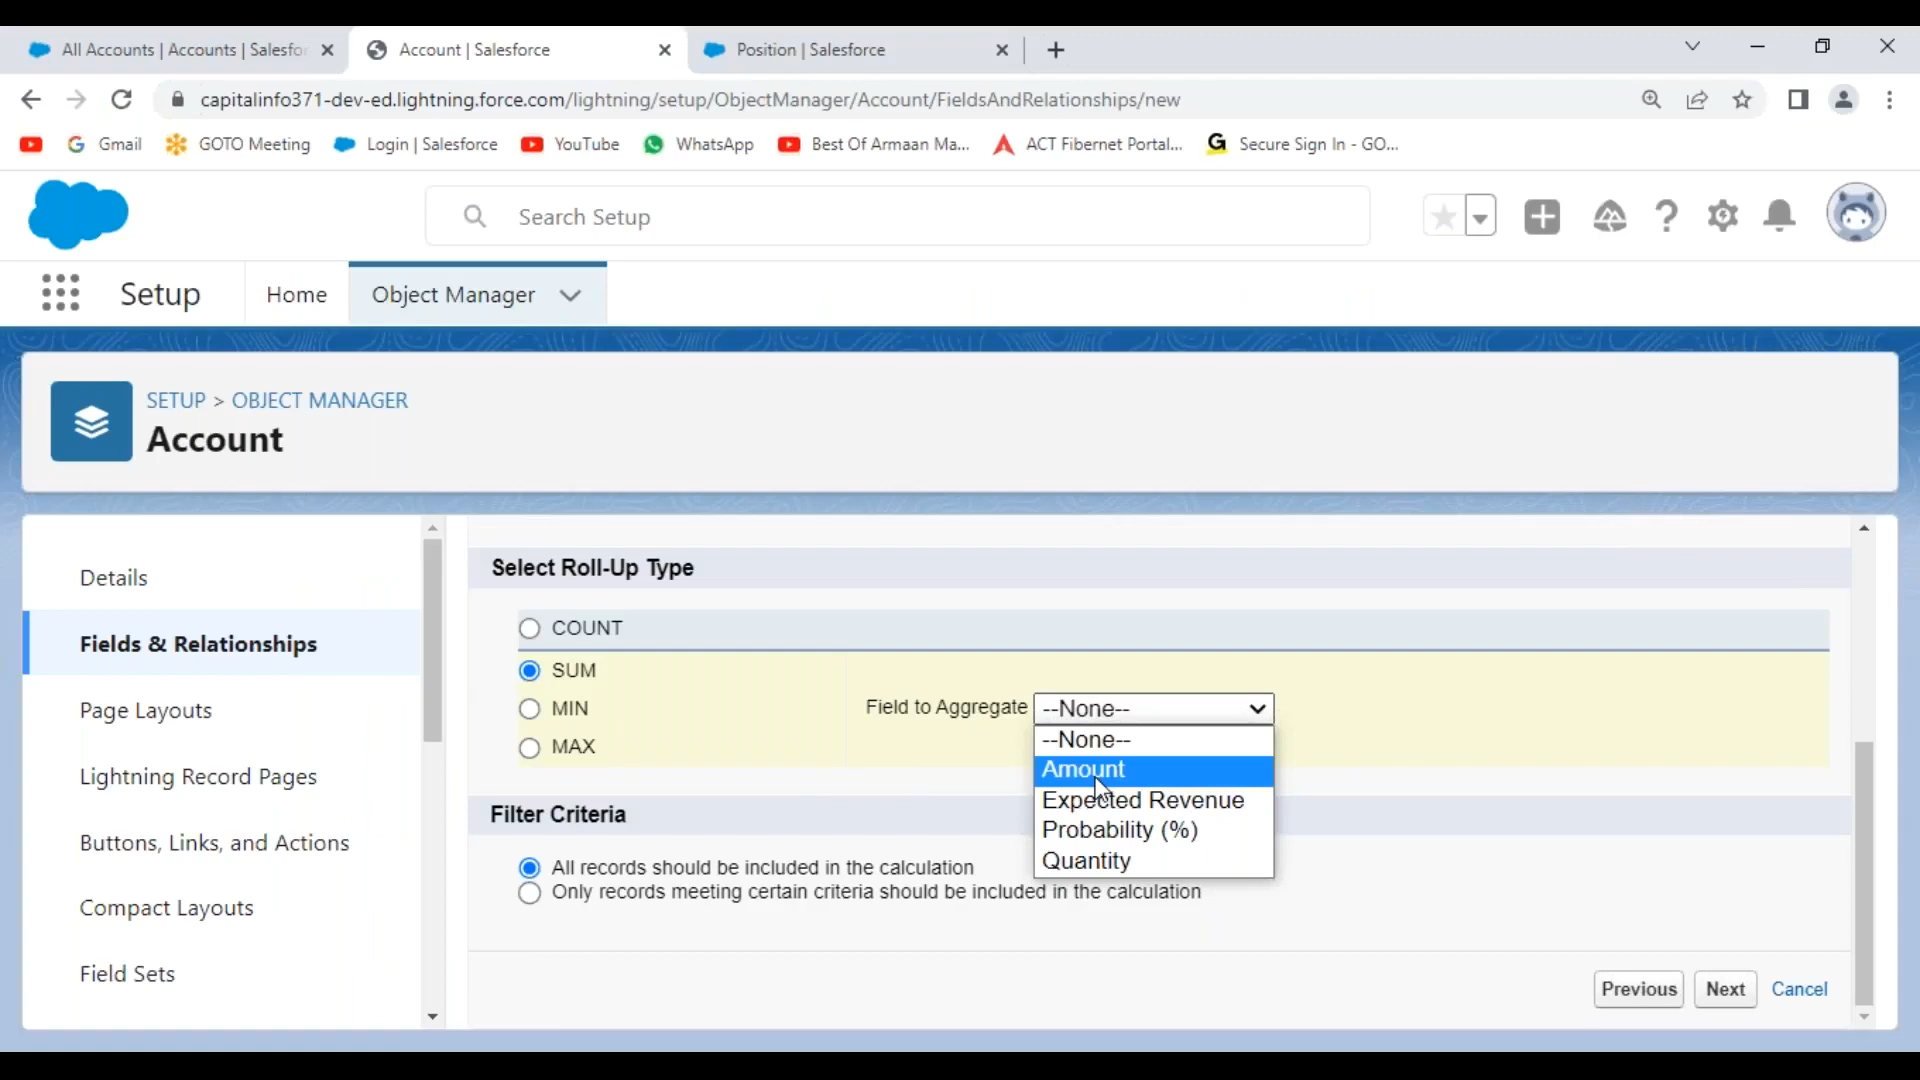 All Accounts | Accounts | Salesfor
Account | Salesforce
Position | Salesforce
capitalinfo371-dev-ed.lightning.force.com/lightning/setup/ObjectManager/Account/FieldsAndRelationships/new
Gmail
GOTO Meeting
Login | Salesforce
YouTube
WhatsApp
Best Of Armaan Ma...
ACT Fibernet Portal...
Secure Sign In - GO...
Search Setup
Setup
Home
Object Manager
SETUP > OBJECT MANAGER
Account
Details
Fields & Relationships
Page Layouts
Lightning Record Pages
Buttons, Links, and Actions
Compact Layouts
Field Sets
Select Roll-Up Type
COUNT
SUM
MIN
MAX
Field to Aggregate
--None--
--None--
Amount
Expected Revenue
Probability (%)
Quantity
Filter Criteria
All records should be included in the calculation
Only records meeting certain criteria should be included in the calculation
Previous
Next
Cancel